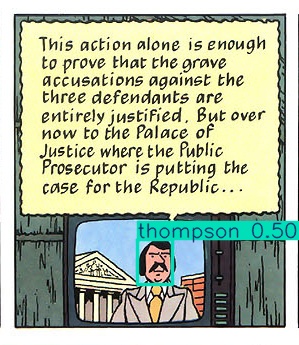 This action alone is enough
to prove that the grave
accusations against the
three defendants are
entirely justified. But over
now to the Palace of
Justice where the Public
Prosecutor is putting the
case for the Republic...
thompson 0.50